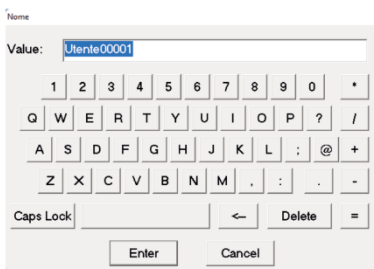 Nome
Value: Utente00001
1 2 3 4 5 6 7 8 9 0 *
Q W E R T Y U I O P ? /
A S D F G H J K L ; @ +
Z X C V B N M , : . -
Caps Lock <- Delete =
Enter Cancel